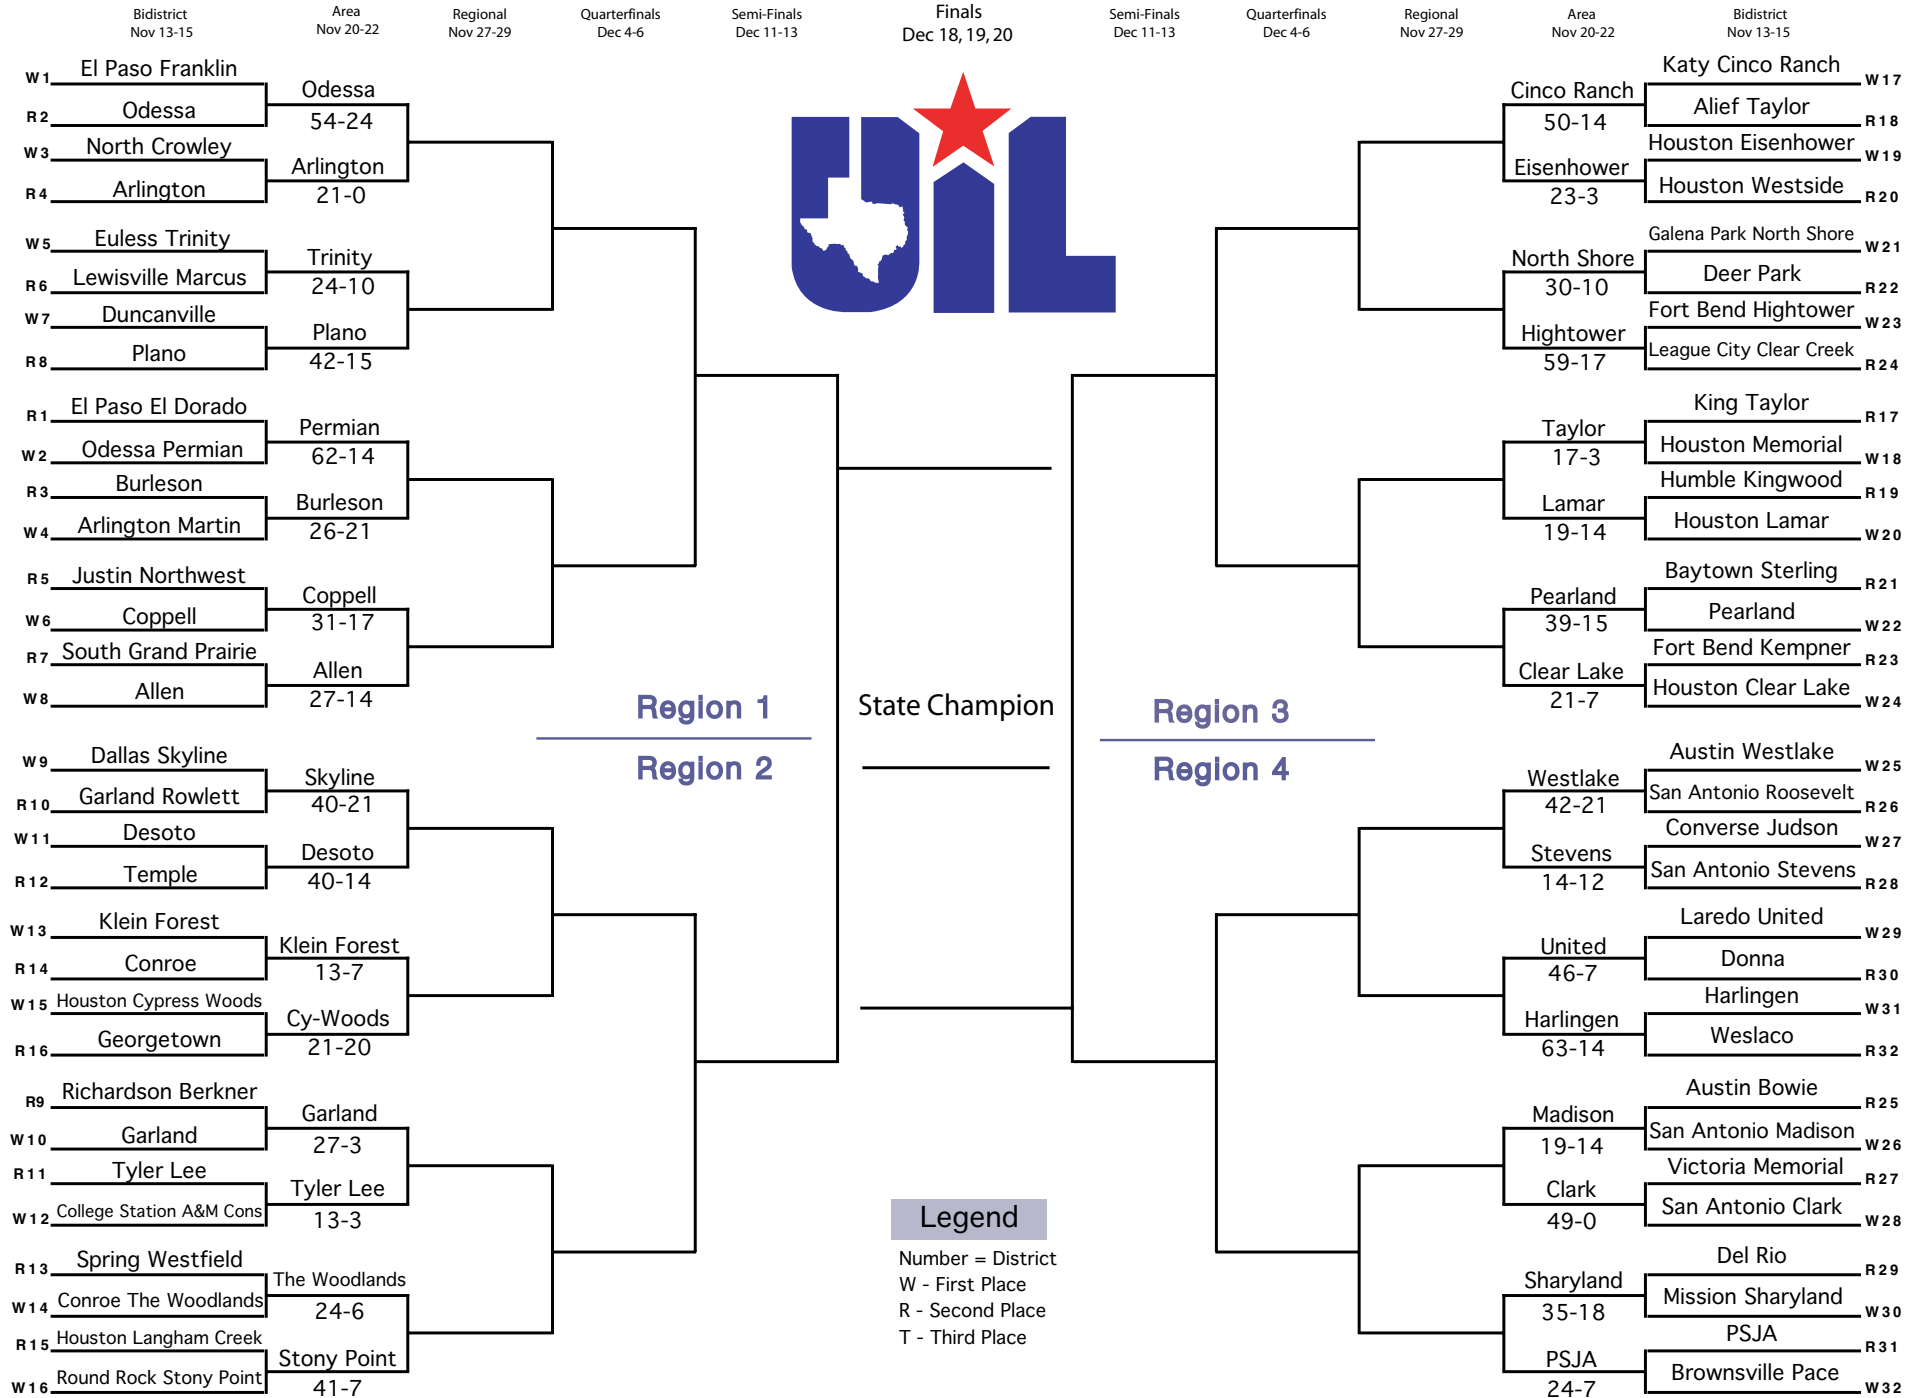 Bidistrict
Nov 13-15
Area
Nov 20-22
Regional
Nov 27-29
Quarterfinals
Dec 4-6
Semi-Finals
Dec 11-13
Finals
Dec 18, 19, 20
Semi-Finals
Dec 11-13
Quarterfinals
Dec 4-6
Regional
Nov 27-29
Area
Nov 20-22
Bidistrict
Nov 13-15
W1 El Paso Franklin
R2 Odessa
Odessa
54-24
W3 North Crowley
R4 Arlington
Arlington
21-0
W5 Euless Trinity
R6 Lewisville Marcus
Trinity
24-10
W7 Duncanville
R8 Plano
Plano
42-15
R1 El Paso El Dorado
W2 Odessa Permian
Permian
62-14
R3 Burleson
W4 Arlington Martin
Burleson
26-21
R5 Justin Northwest
W6 Coppell
Coppell
31-17
R7 South Grand Prairie
W8 Allen
Allen
27-14
W9 Dallas Skyline
R10 Garland Rowlett
Skyline
40-21
W11 Desoto
R12 Temple
Desoto
40-14
W13 Klein Forest
R14 Conroe
Klein Forest
13-7
W15 Houston Cypress Woods
R16 Georgetown
Cy-Woods
21-20
R9 Richardson Berkner
W10 Garland
Garland
27-3
R11 Tyler Lee
W12 College Station A&M Cons
Tyler Lee
13-3
R13 Spring Westfield
W14 Conroe The Woodlands
The Woodlands
24-6
R15 Houston Langham Creek
W16 Round Rock Stony Point
Stony Point
41-7
UIL
Region 1
Region 2
State Champion
Region 3
Region 4
Legend
Number = District
W - First Place
R - Second Place
T - Third Place
Katy Cinco Ranch W17
Alief Taylor R18
Cinco Ranch
50-14
Houston Eisenhower W19
Houston Westside R20
Eisenhower
23-3
Galena Park North Shore W21
Deer Park R22
North Shore
30-10
Fort Bend Hightower W23
League City Clear Creek R24
Hightower
59-17
King Taylor R17
Houston Memorial W18
Taylor
17-3
Humble Kingwood R19
Houston Lamar W20
Lamar
19-14
Baytown Sterling R21
Pearland W22
Pearland
39-15
Fort Bend Kempner R23
Houston Clear Lake W24
Clear Lake
21-7
Austin Westlake W25
San Antonio Roosevelt R26
Westlake
42-21
Converse Judson W27
San Antonio Stevens R28
Stevens
14-12
Laredo United W29
Donna R30
United
46-7
Harlingen W31
Weslaco R32
Harlingen
63-14
Austin Bowie R25
San Antonio Madison W26
Madison
19-14
Victoria Memorial R27
San Antonio Clark W28
Clark
49-0
Del Rio R29
Mission Sharyland W30
Sharyland
35-18
PSJA R31
Brownsville Pace W32
PSJA
24-7